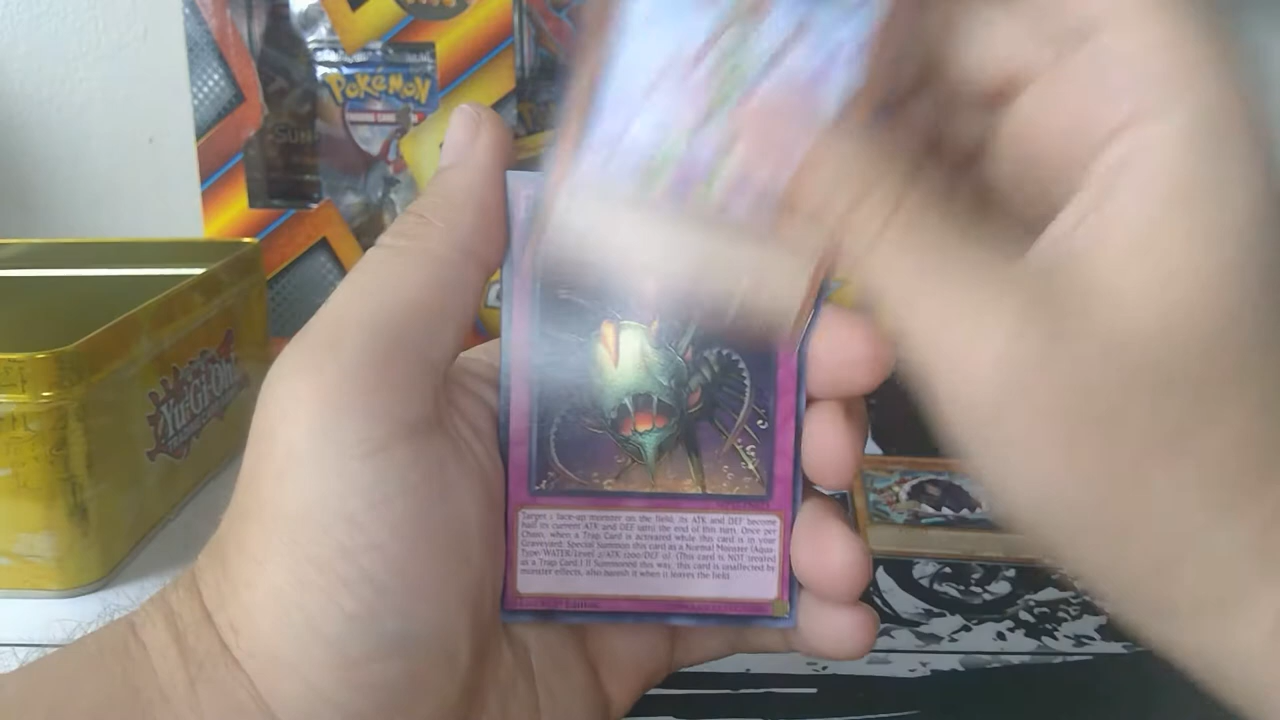 POKéMON
SUN
Yu-Gi-Oh!
Target 1 face-up monster on the field; its ATK and DEF become
half its current ATK and DEF until the end of this turn. Once per
Chain, when a Trap Card is activated while this card is in your
Graveyard: Special Summon this card as a Normal Monster (Aqua-
Type/WATER/Level 2/ATK 1200/DEF 0). (This card is NOT treated
as a Trap Card.) If Summoned this way, this card is unaffected by
monster effects, also banish it when it leaves the field.
Edition